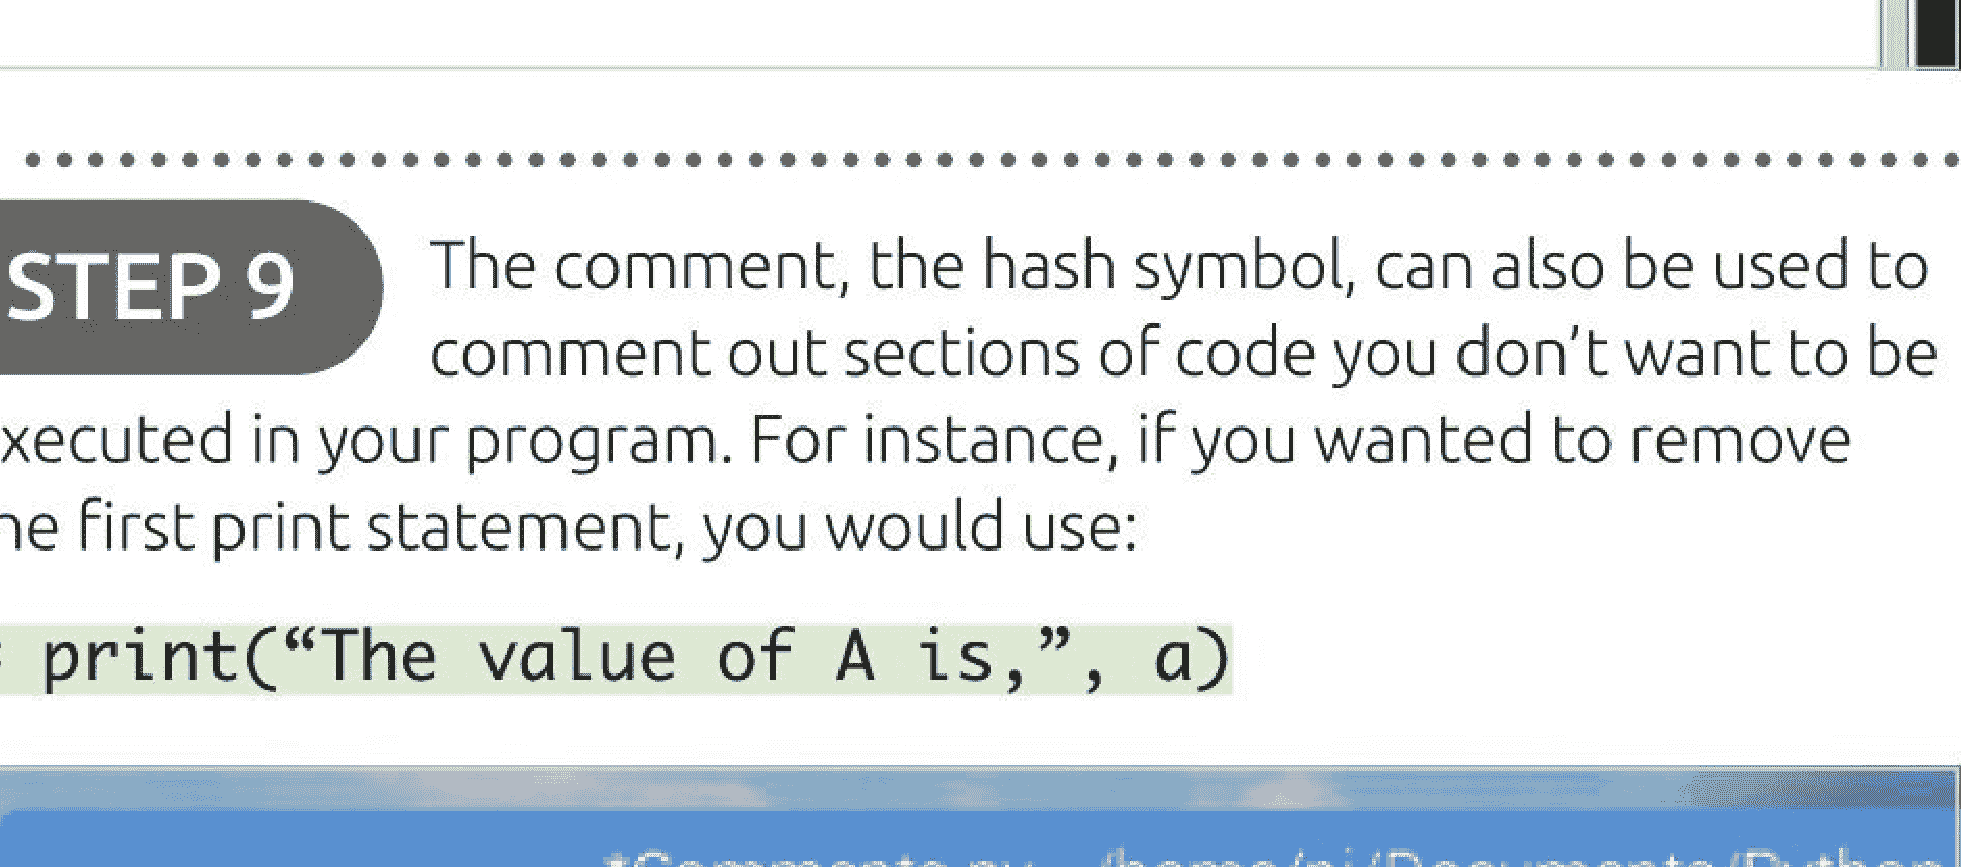 STEP 9
The comment, the hash symbol, can also be used to
comment out sections of code you don’t want to be
xecuted in your program. For instance, if you wanted to remove
he first print statement, you would use:
print(“The value of A is,”, a)